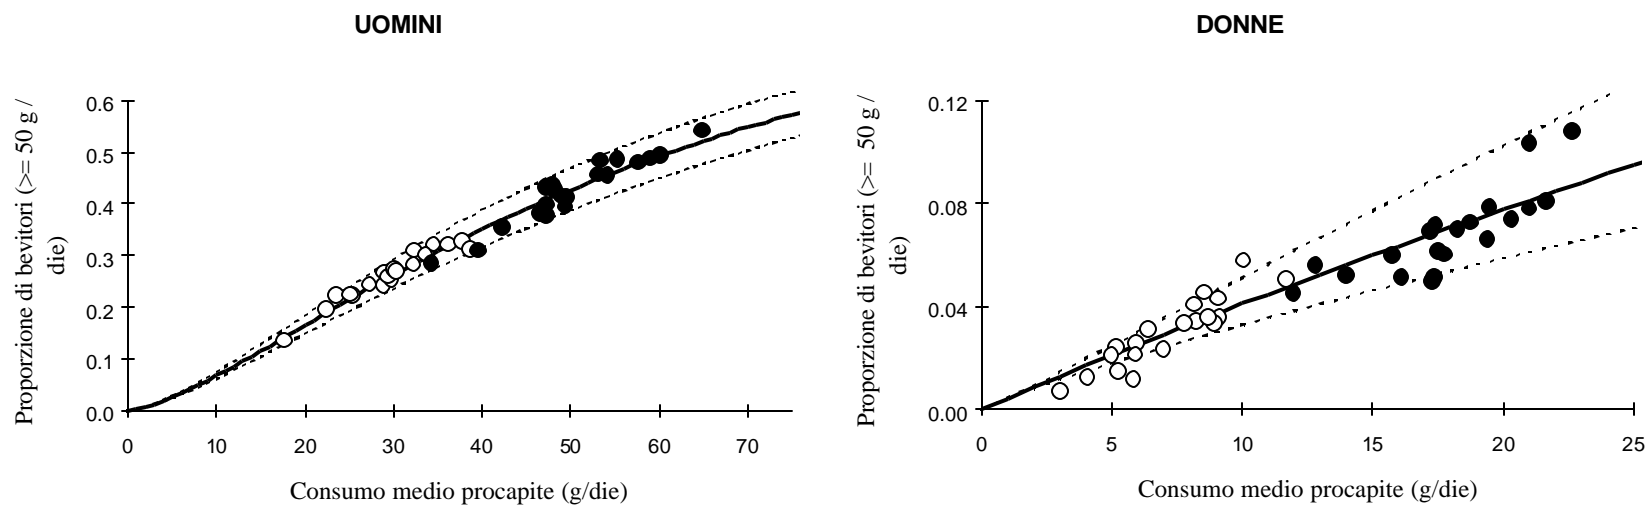 UOMINI
Proporzione di bevitori (>= 50 g /
die)
0.6
0.5
0.4
0.3
0.2
0.1
0.0
0 10 20 30 40 50 60 70
Consumo medio procapite (g/die)
DONNE
Proporzione di bevitori (>= 50 g /
die)
0.12
0.08
0.04
0.00
0 5 10 15 20 25
Consumo medio procapite (g/die)